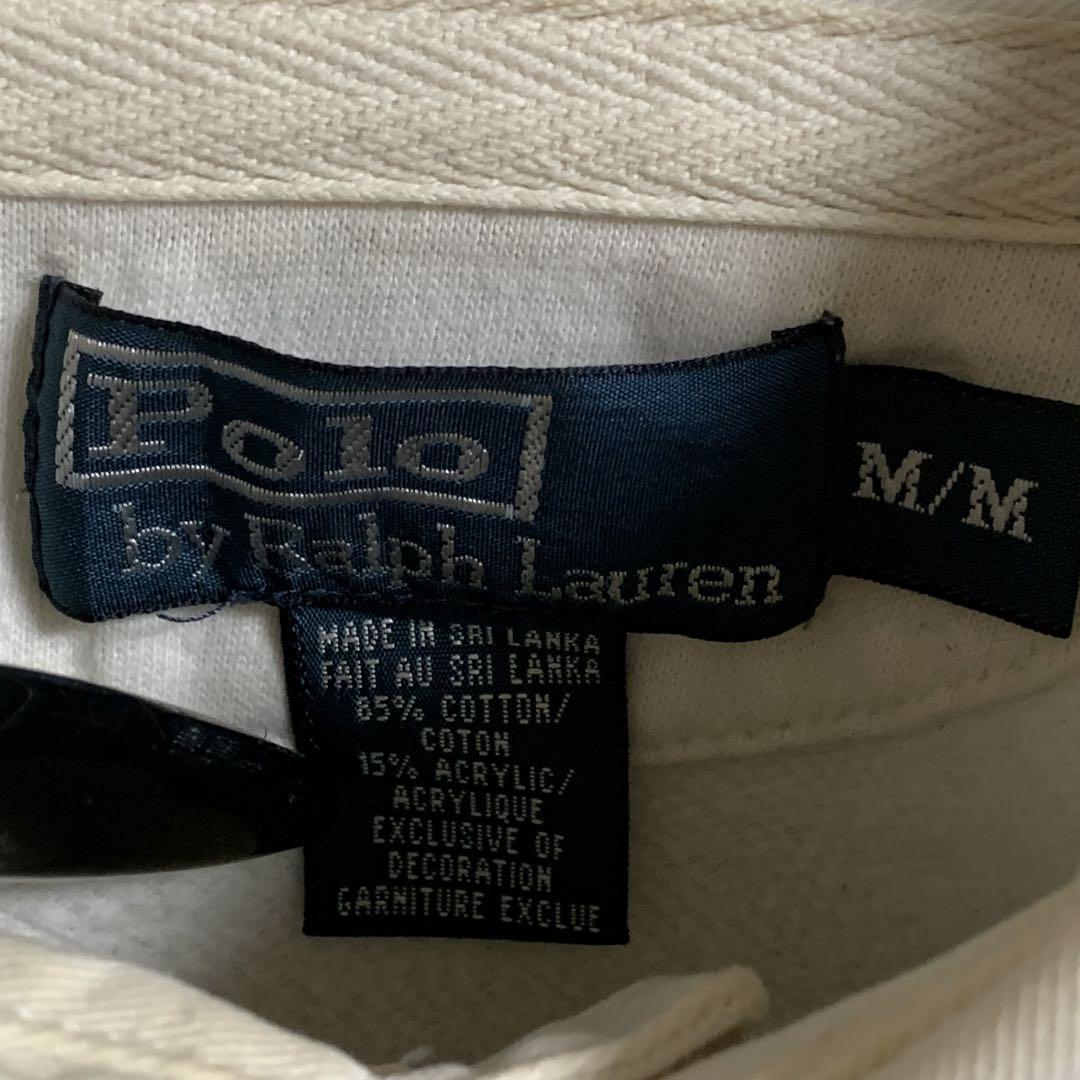 Polo
by Ralph Lauren
M/M
MADE IN SRI LANKA
FAIT AU SRI LANKA
85% COTTON/
COTON
15% ACRYLIC/
ACRYLIQUE
EXCLUSIVE OF
DECORATION
GARNITURE EXCLUE